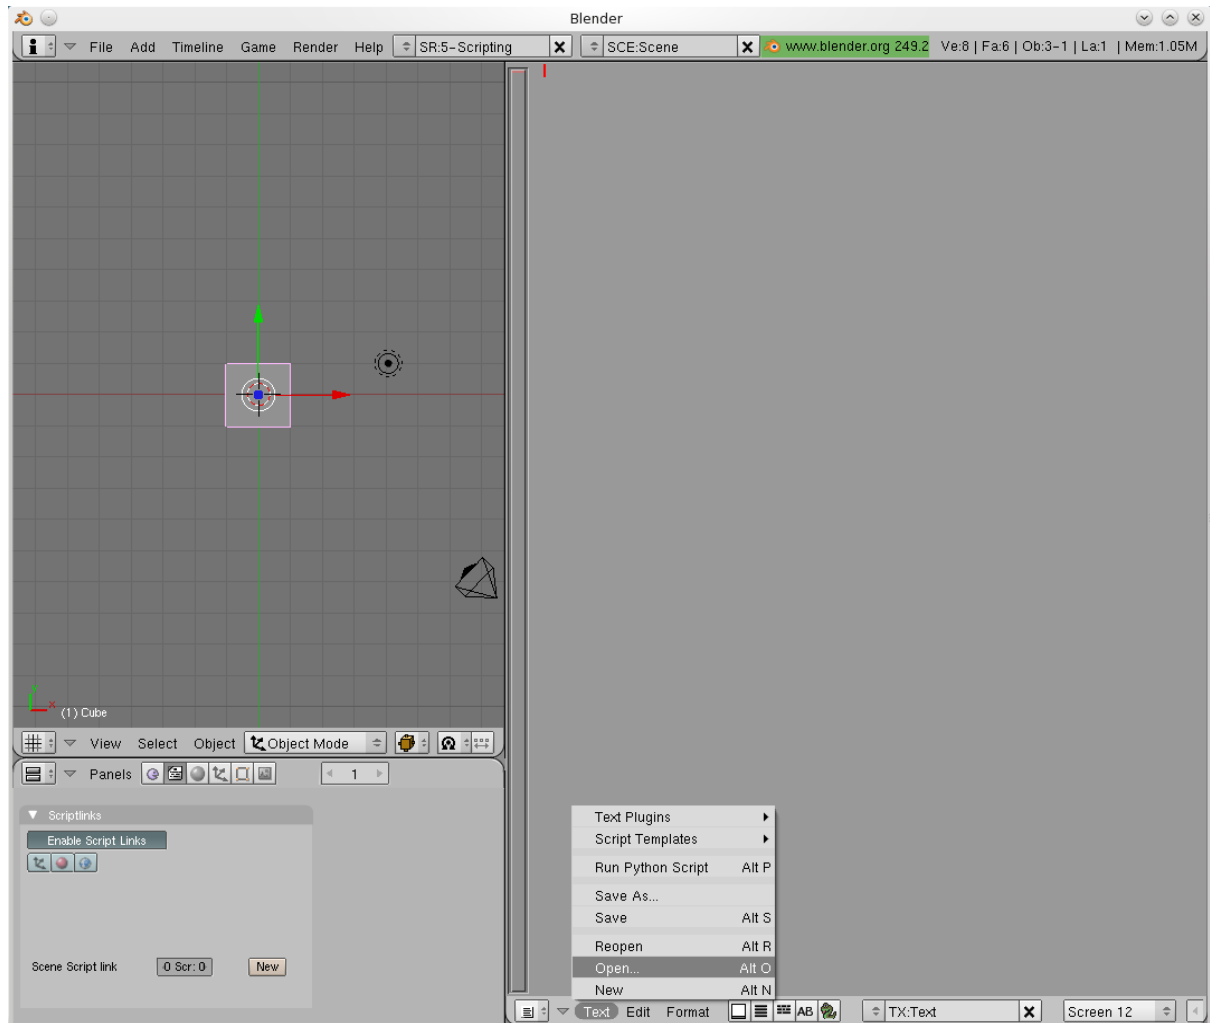 Blender
File Add Timeline Game Render Help SR:5-Scripting SCE:Scene www.blender.org 249.2 Ve:8 | Fa:6 | Ob:3-1 | La:1 | Mem:1.05M
y
x
(1) Cube
View Select Object Object Mode
Panels 1
Scriptlinks
Enable Script Links
Scene Script link 0 Scr: 0 New
Text Plugins
Script Templates
Run Python Script Alt P
Save As...
Save Alt S
Reopen Alt R
Open... Alt O
New Alt N
Text Edit Format AB TX:Text Screen 12